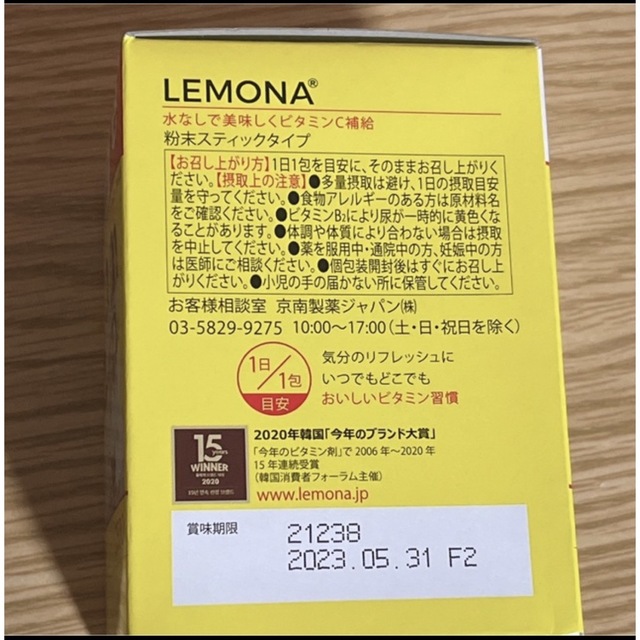 LEMONA®
水なしで美味しくビタミンC補給
粉末スティックタイプ
【お召し上がり方】1日1包を目安に、そのままお召し上がりく
ださい。【摂取上の注意】●多量摂取は避け、1日の摂取目安
量を守ってください。●食物アレルギーのある方は原材料名
をご確認ください。●ビタミンB₂により尿が一時的に黄色くな
ることがあります。●体調や体質により合わない場合は摂取
を中止してください。●薬を服用中・通院中の方、妊娠中の方
は医師にご相談ください。●個包装開封後はすぐにお召し上
がりください。●小児の手の届かない所に保管してください。
お客様相談室 京南製薬ジャパン㈱
03-5829-9275 10:00〜17:00（土・日・祝日を除く）
1日/1包
目安
気分のリフレッシュに
いつでもどこでも
おいしいビタミン習慣
15 years
WINNER
2020
2020年韓国「今年のブランド大賞」
「今年のビタミン剤」で 2006 年〜2020 年
15 年連続受賞
（韓国消費者フォーラム主催）
www.lemona.jp
賞味期限
21238
2023.05.31 F2